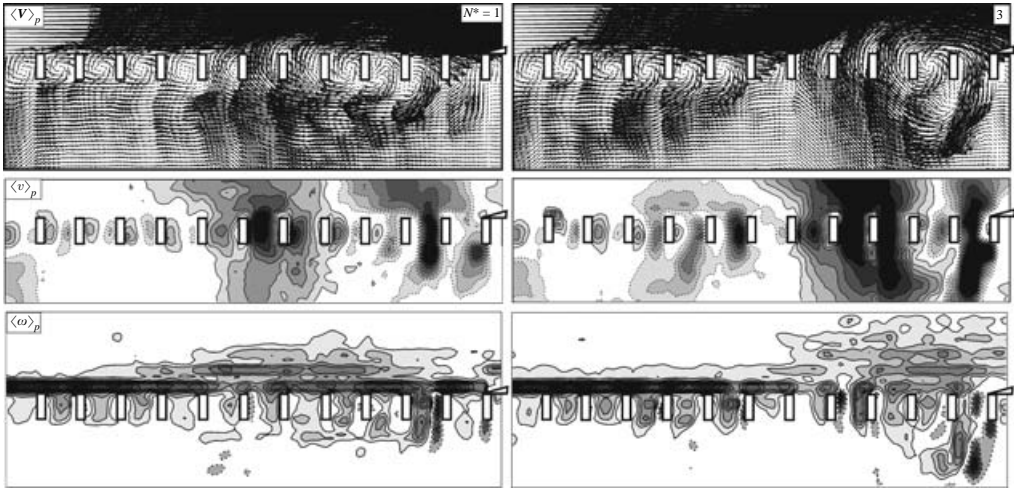 ⟨V⟩p
N* = 1
3
⟨v⟩p
⟨ω⟩p